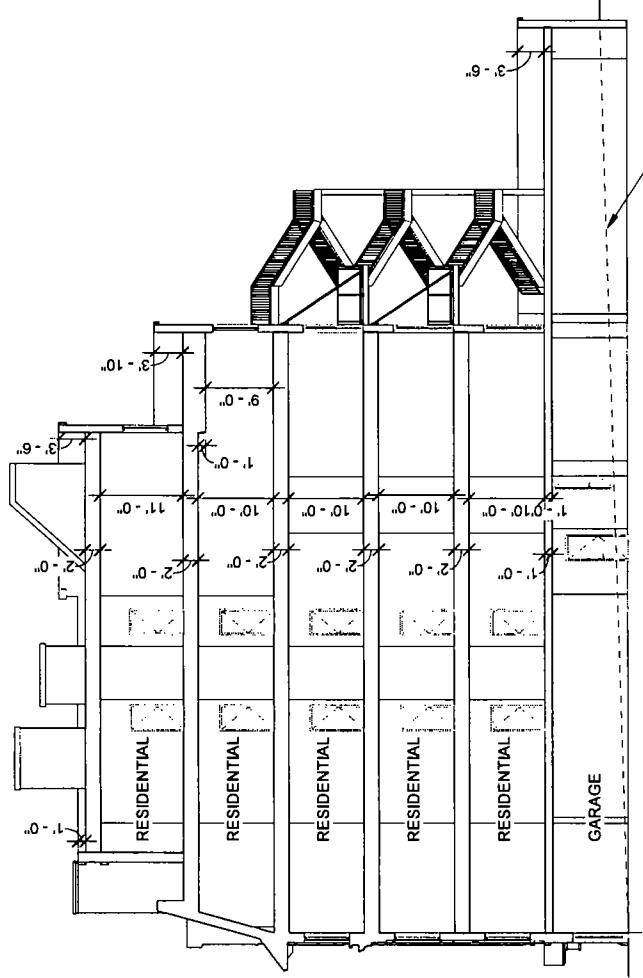 3' - 6"
3' - 10"
3' - 6"
9' - 0"
1' - 0"
11' - 0"
10' - 0"
10' - 0"
10' - 0"
10' - 0"
1' - 0"
2' - 0"
2' - 0"
2' - 0"
2' - 0"
2' - 0"
1' - 0"
1' - 0"
RESIDENTIAL
RESIDENTIAL
RESIDENTIAL
RESIDENTIAL
RESIDENTIAL
GARAGE